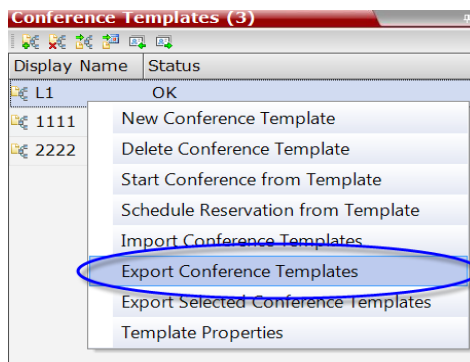 Conference Templates (3)
Display Name Status
L1 OK
1111
2222
New Conference Template
Delete Conference Template
Start Conference from Template
Schedule Reservation from Template
Import Conference Templates
Export Conference Templates
Export Selected Conference Templates
Template Properties